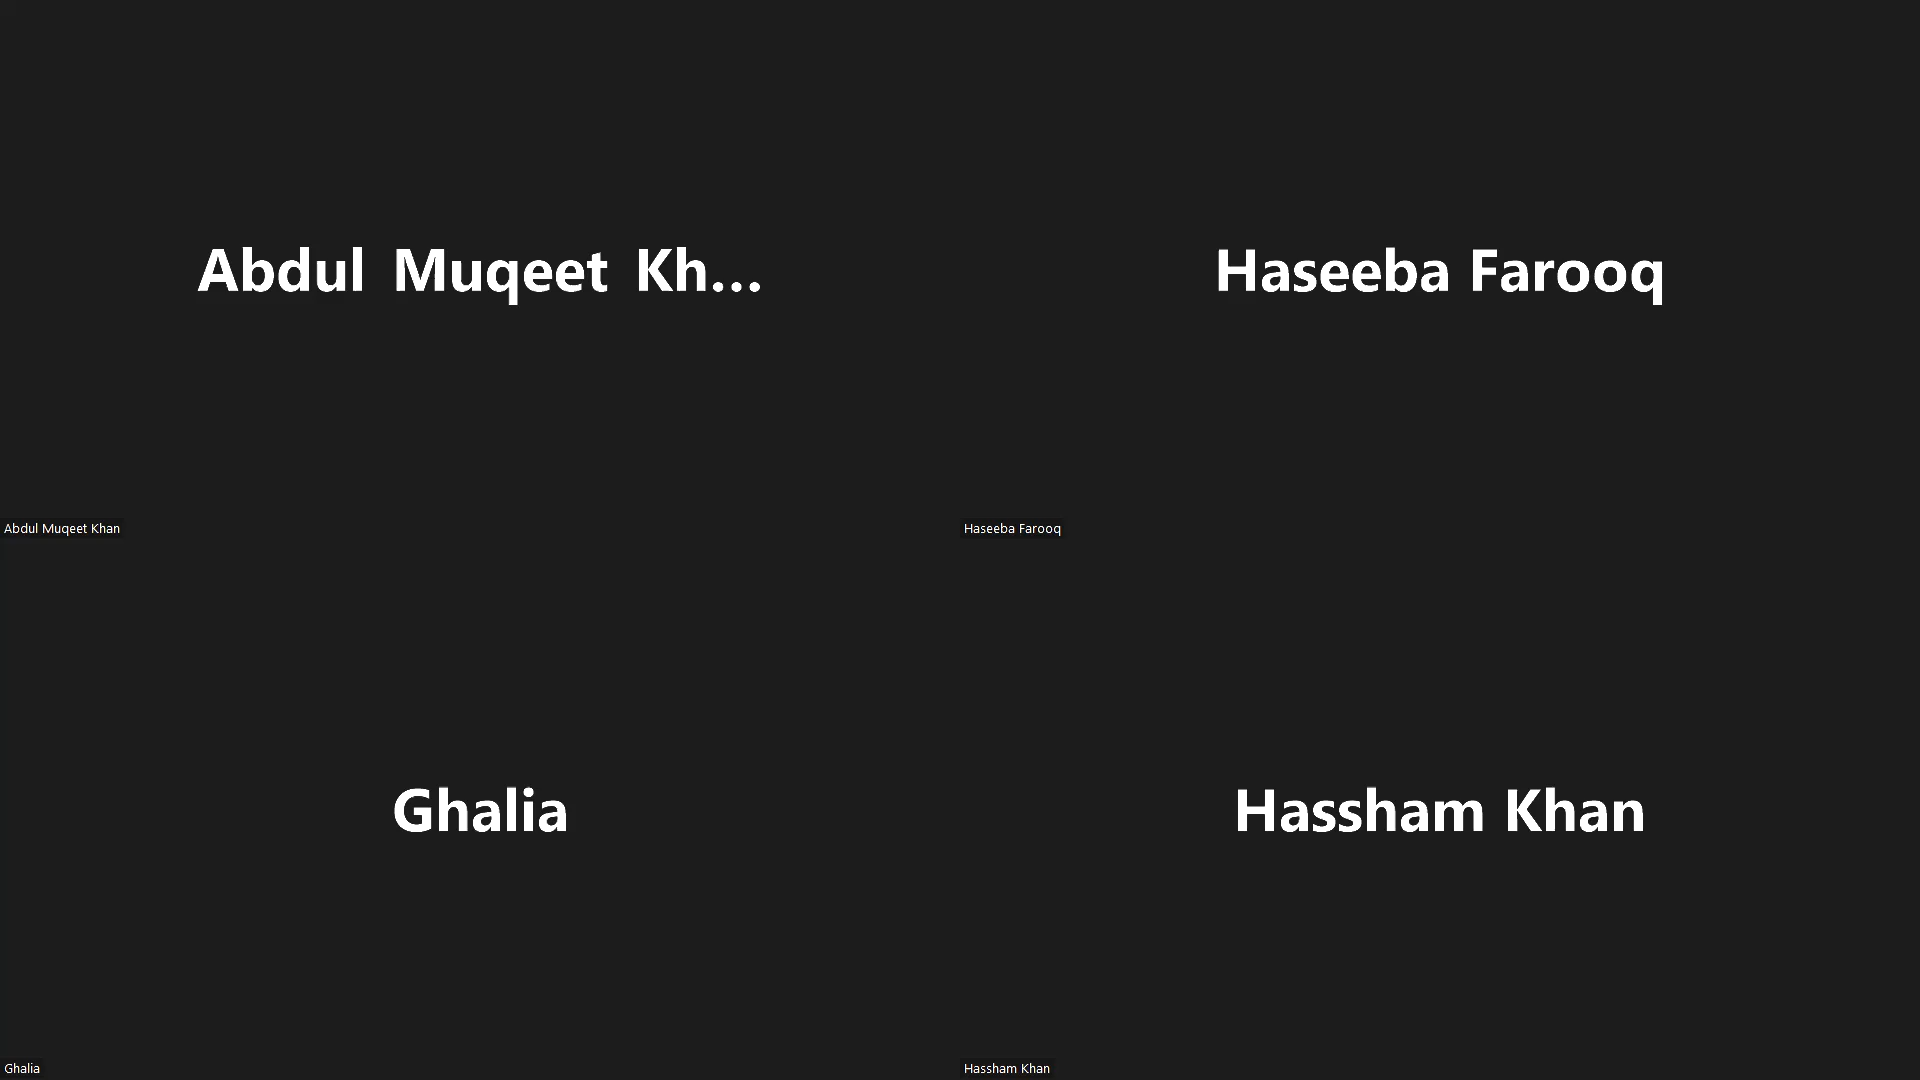 Abdul Muqeet Kh...
Haseeba Farooq
Abdul Muqeet Khan
Haseeba Farooq
Ghalia
Hassham Khan
Ghalia
Hassham Khan